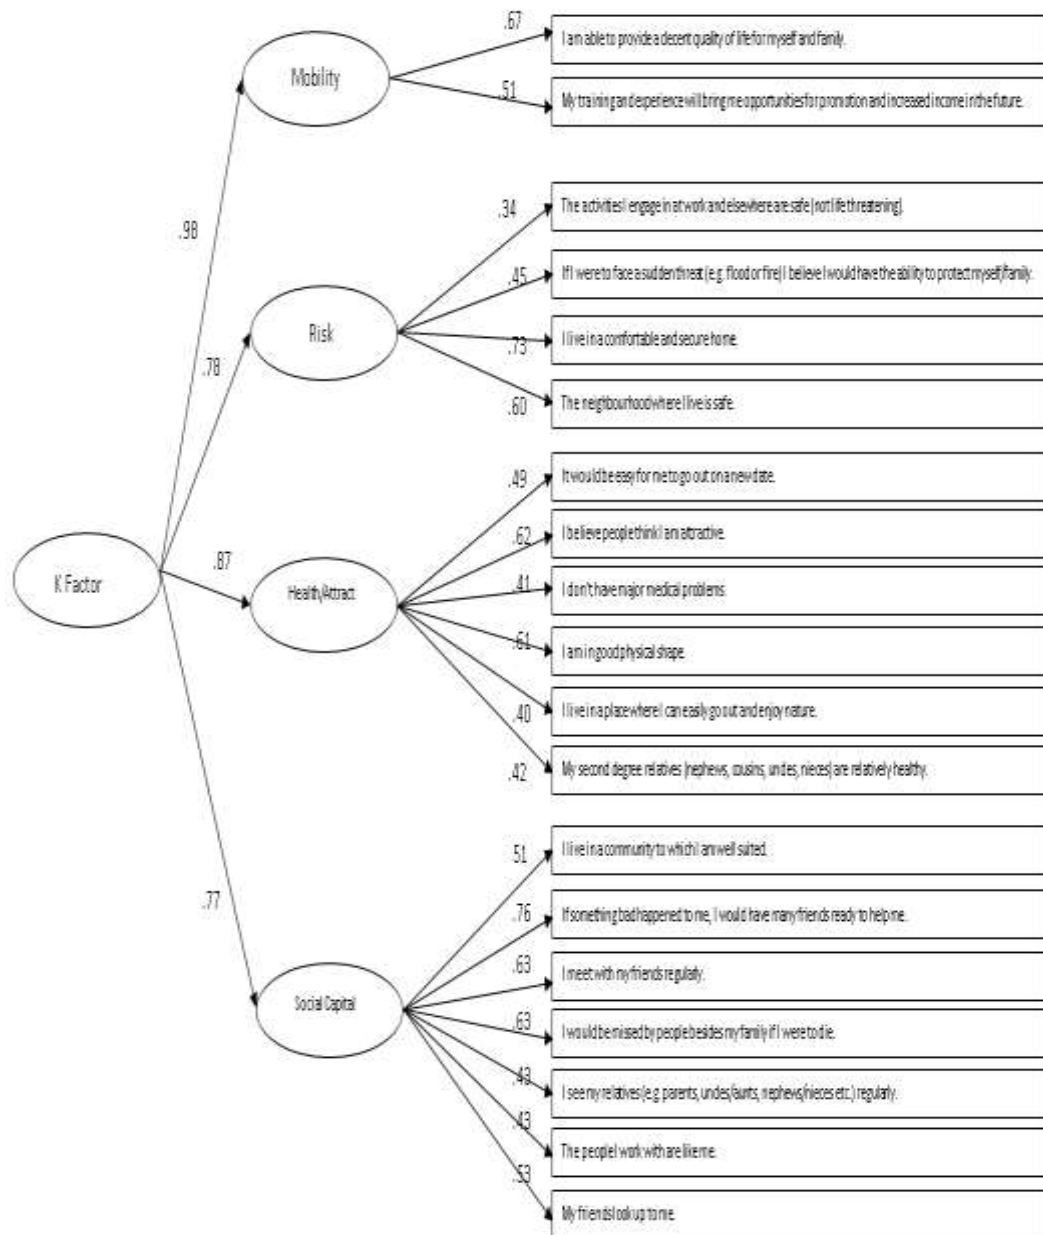 .67
I am able to provide a decent quality of life for myself and family.
Mobility
.51
My training and experience will bring me opportunities for promotion and increased income in the future.
.98
.34
The activities I engage in at work and elsewhere are safe (not life threatening).
.45
If I were to face a sudden threat (e.g. flood or fire) I believe I would have the ability to protect myself/family.
Risk
.78
.73
I live in a comfortable and secure home.
.60
The neighbourhood where I live is safe.
.49
It would be easy for me to go out on a new date.
.62
I believe people think I am attractive.
K Factor
.87
Health/Attract
.41
I don't have major medical problems.
.61
I am in good physical shape.
.40
I live in a place where I can easily go out and enjoy nature.
.42
My second degree relatives (nephews, cousins, uncles, nieces) are relatively healthy.
.77
51
I live in a community to which I am well suited.
.76
If something bad happened to me, I would have many friends ready to help me.
.63
I meet with my friends regularly.
Social Capital
.63
I would be missed by people besides my family if I were to die.
.43
I see my relatives (e.g. parents, uncles/aunts, nephews/nieces etc.) regularly.
.43
The people I work with are like me.
.53
My friends look up to me.